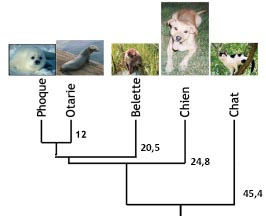 Phoque
Otarie
Belette
Chien
Chat
12
20,5
24,8
45,4